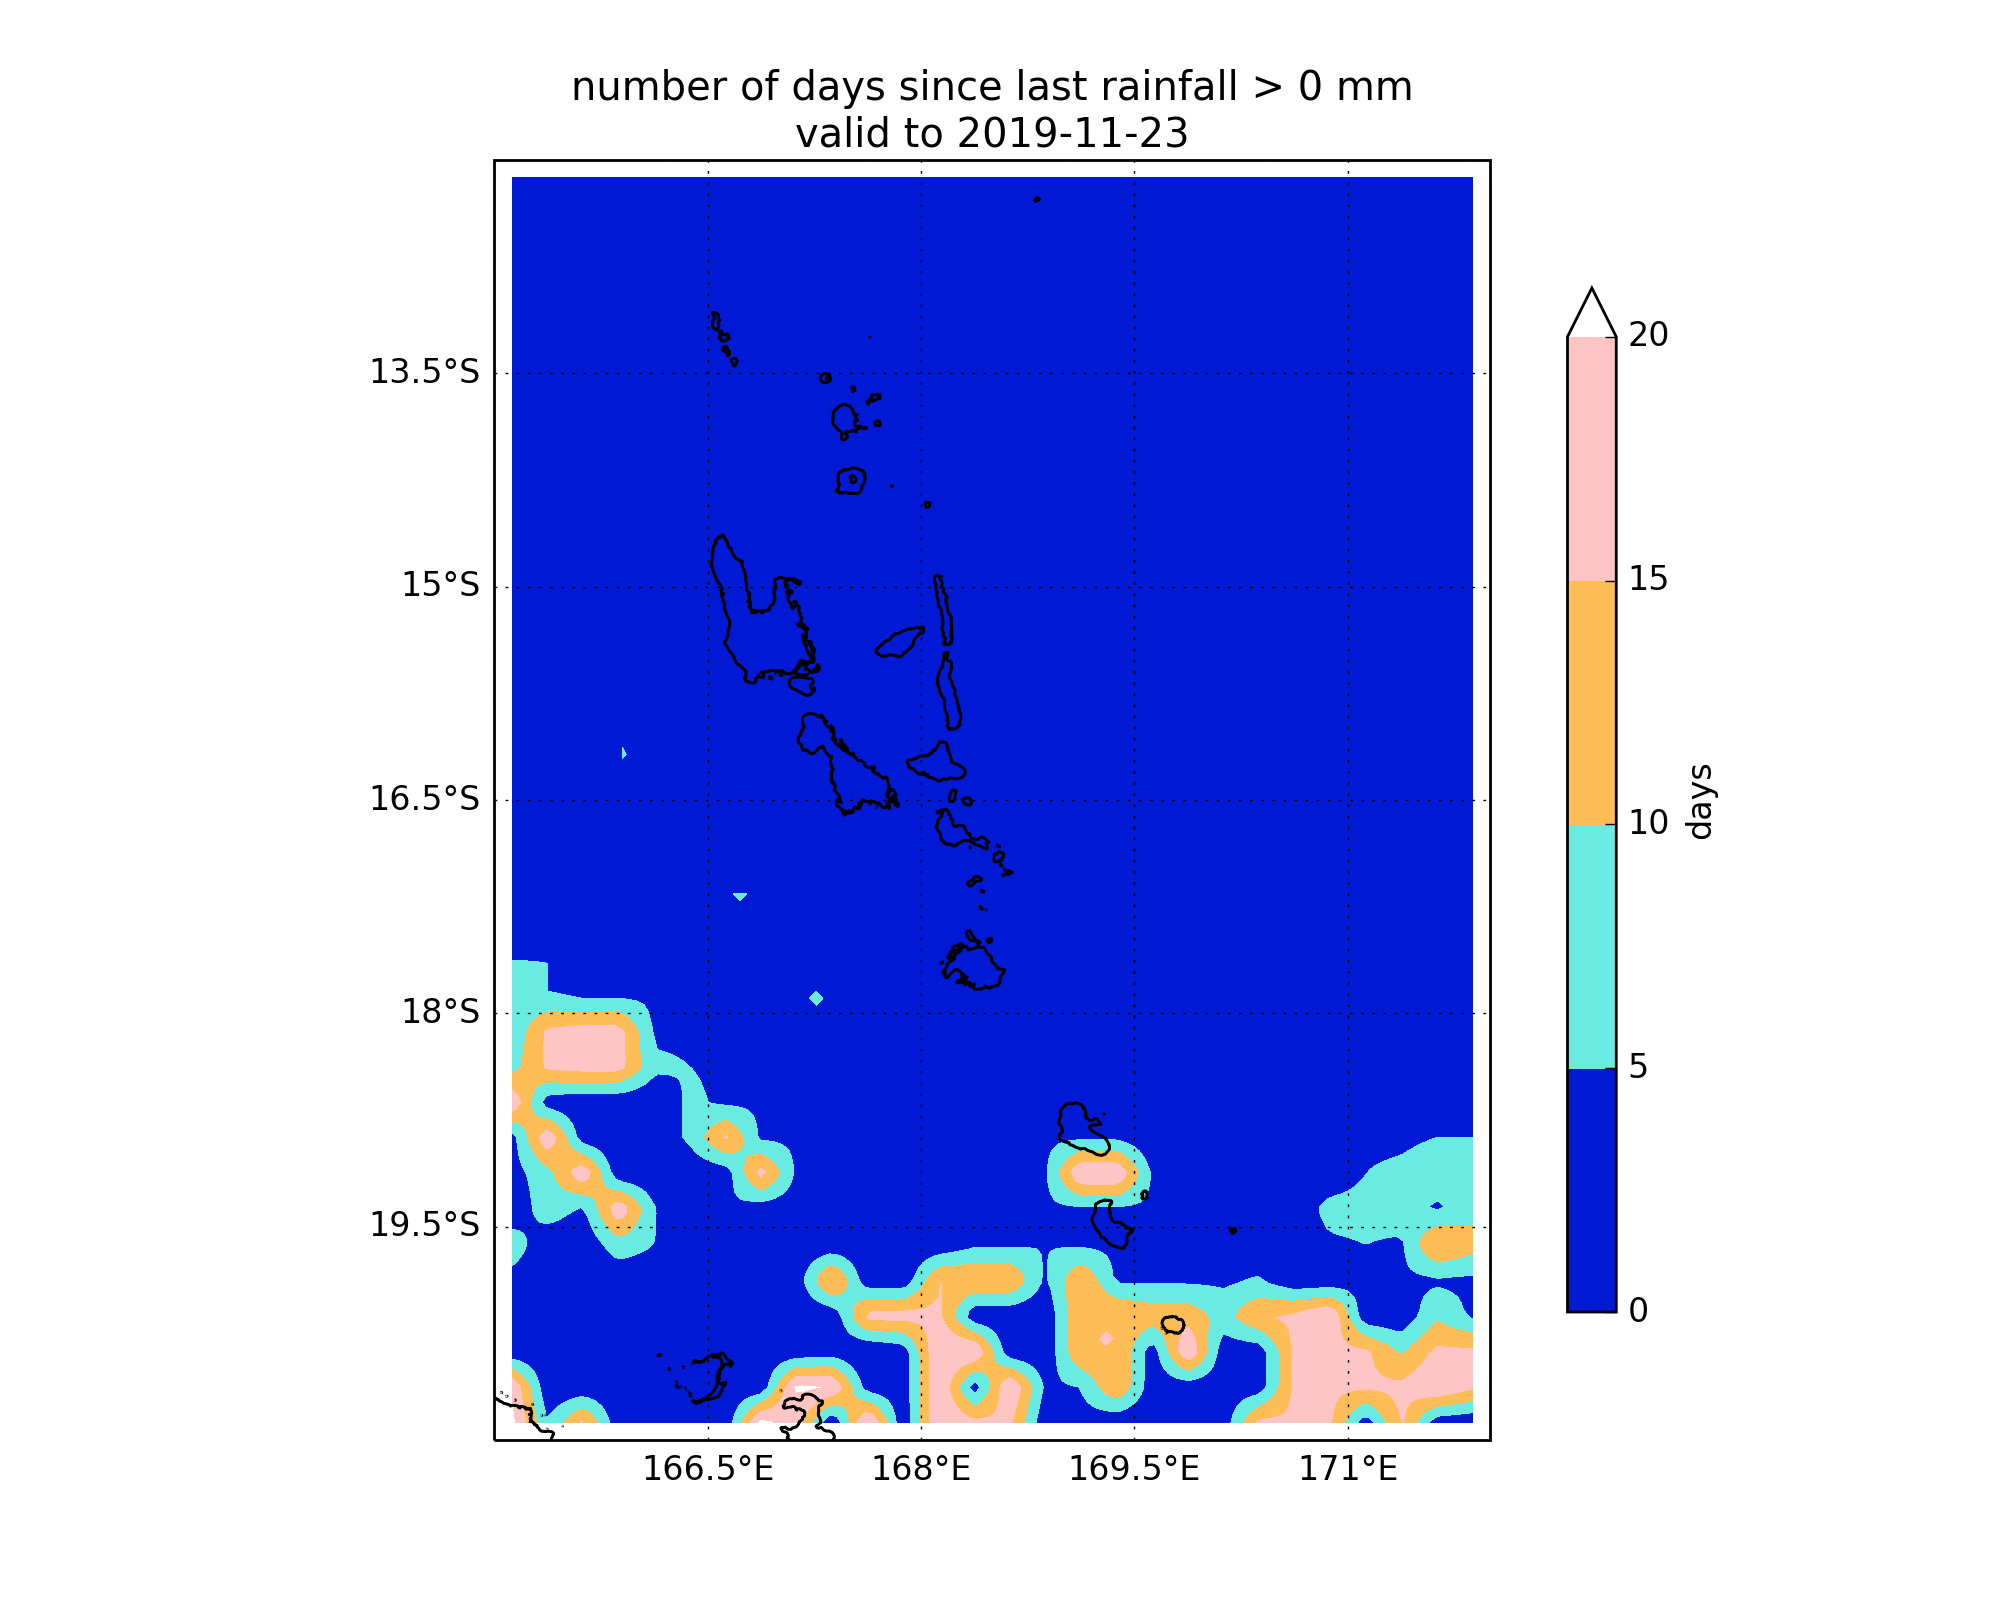 number of days since last rainfall > 0 mm
valid to 2019-11-23
13.5°S
15°S
16.5°S
18°S
19.5°S
166.5°E
168°E
169.5°E
171°E
20
15
10
5
0
days